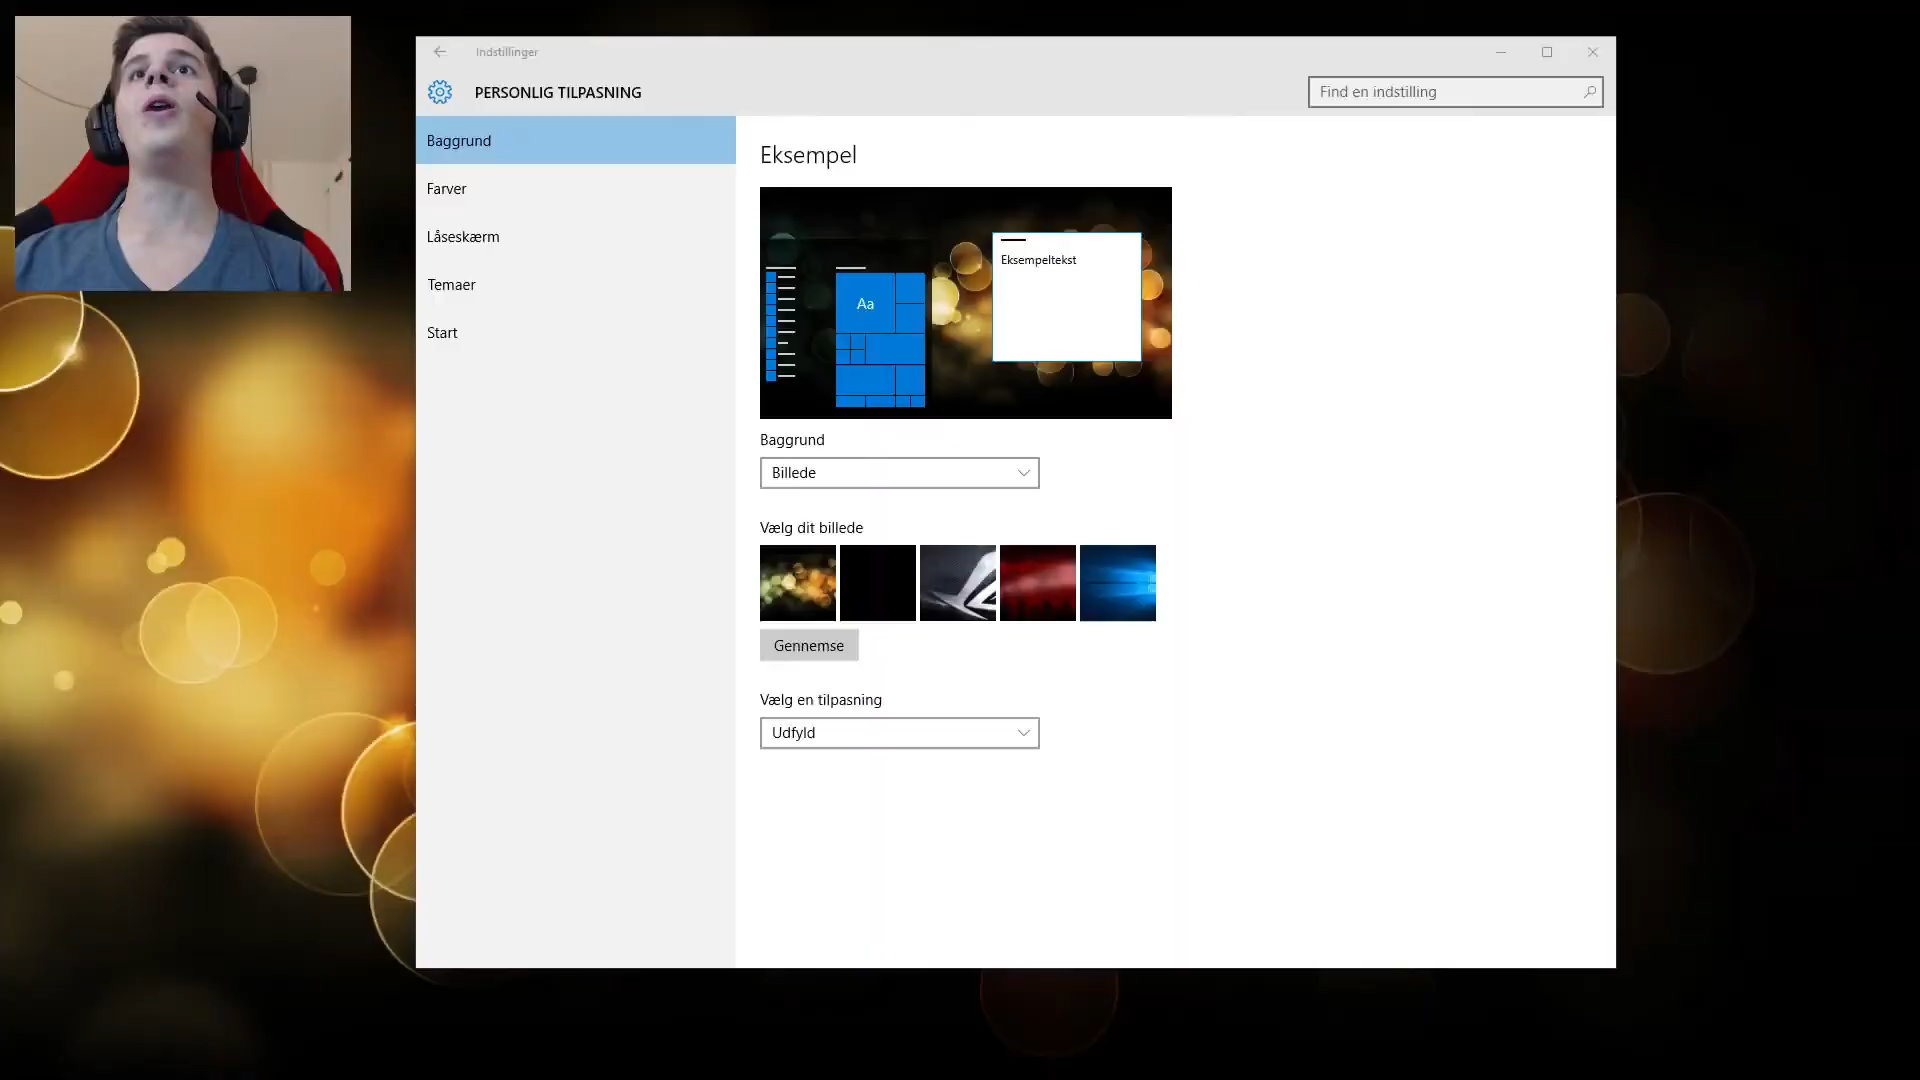 Indstillinger
PERSONLIG TILPASNING
Find en indstilling
Baggrund
Farver
Låseskærm
Temaer
Start
Eksempel
Eksempeltekst
Aa
Baggrund
Billede
Vælg dit billede
Gennemse
Vælg en tilpasning
Udfyld